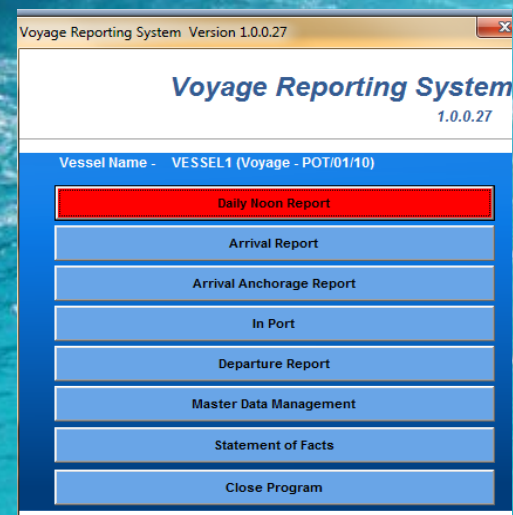 Voyage Reporting System Version 1.0.0.27
Voyage Reporting System
1.0.0.27
Vessel Name - VESSEL1 (Voyage - POT/01/10)
Daily Noon Report
Arrival Report
Arrival Anchorage Report
In Port
Departure Report
Master Data Management
Statement of Facts
Close Program